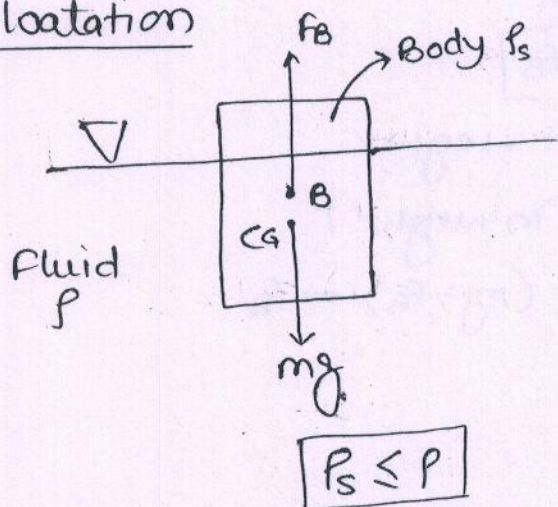 loatation
FB
Body ρs
B
CG
Fluid
ρ
mg
ρs ≤ ρ